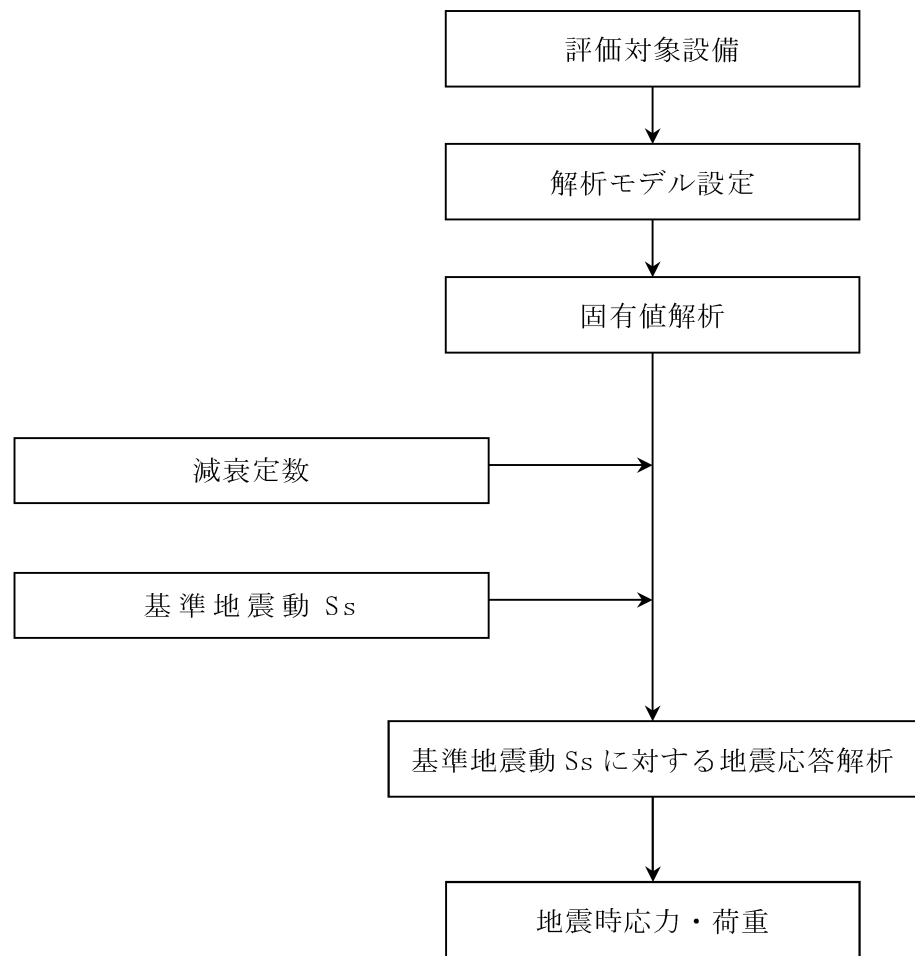 評価対象設備
解析モデル設定
固有値解析
減衰定数
基準地震動 Ss
基準地震動 Ss に対する地震応答解析
地震時応力・荷重